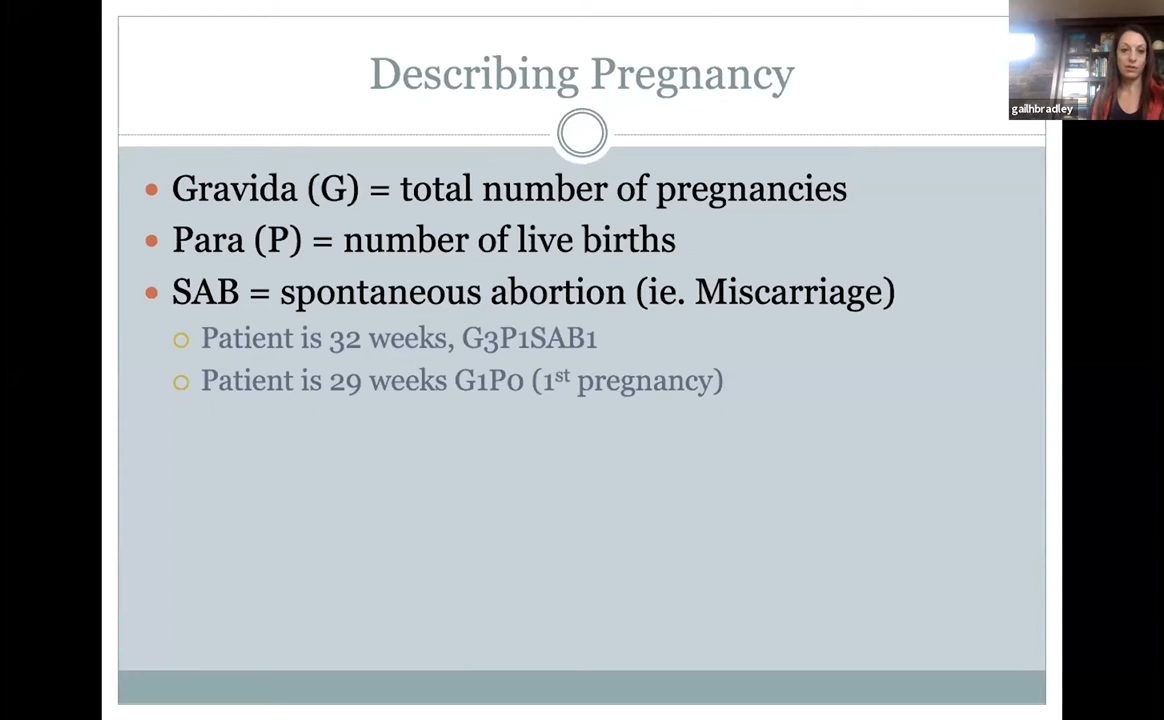 Describing Pregnancy
gailhbradley
Gravida (G) = total number of pregnancies
Para (P) = number of live births
SAB = spontaneous abortion (ie. Miscarriage)
Patient is 32 weeks, G3P1SAB1
Patient is 29 weeks G1P0 (1st pregnancy)